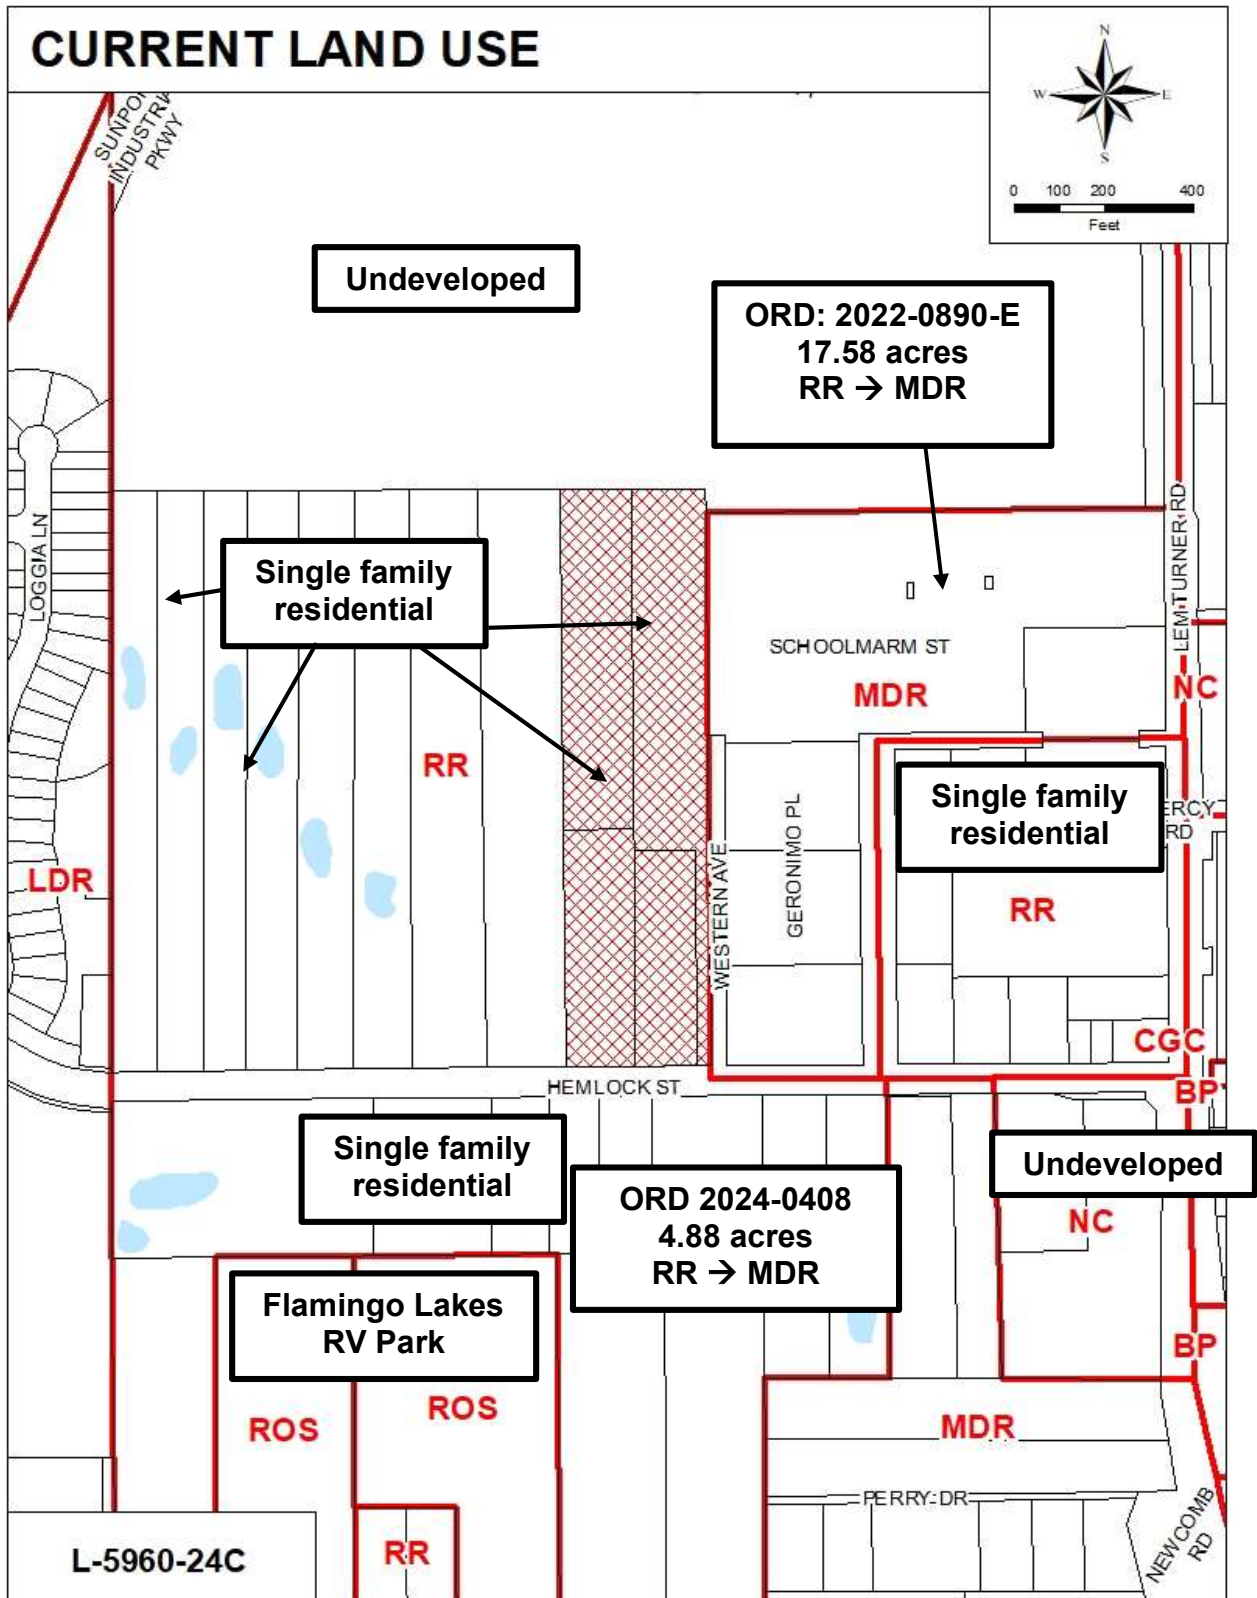 CURRENT LAND USE
N
W
E
S
0 100 200 400
Feet
INDUSTRIA
PKWY
Undeveloped
ORD: 2022-0890-E
17.58 acres
RR → MDR
LOGGIA LN
Single family
residential
LEM TURNER RD
SCHOOLMARM ST
MDR
NC
RR
Single family
residential
ERCY
RD
GERONIMO PL
WESTERN AVE
LDR
RR
CGC
BP
HEMLOCK ST
Single family
residential
Undeveloped
ORD 2024-0408
4.88 acres
RR → MDR
NC
Flamingo Lakes
RV Park
BP
ROS
ROS
MDR
PERRY DR
NEWCOMB
RD
RR
L-5960-24C